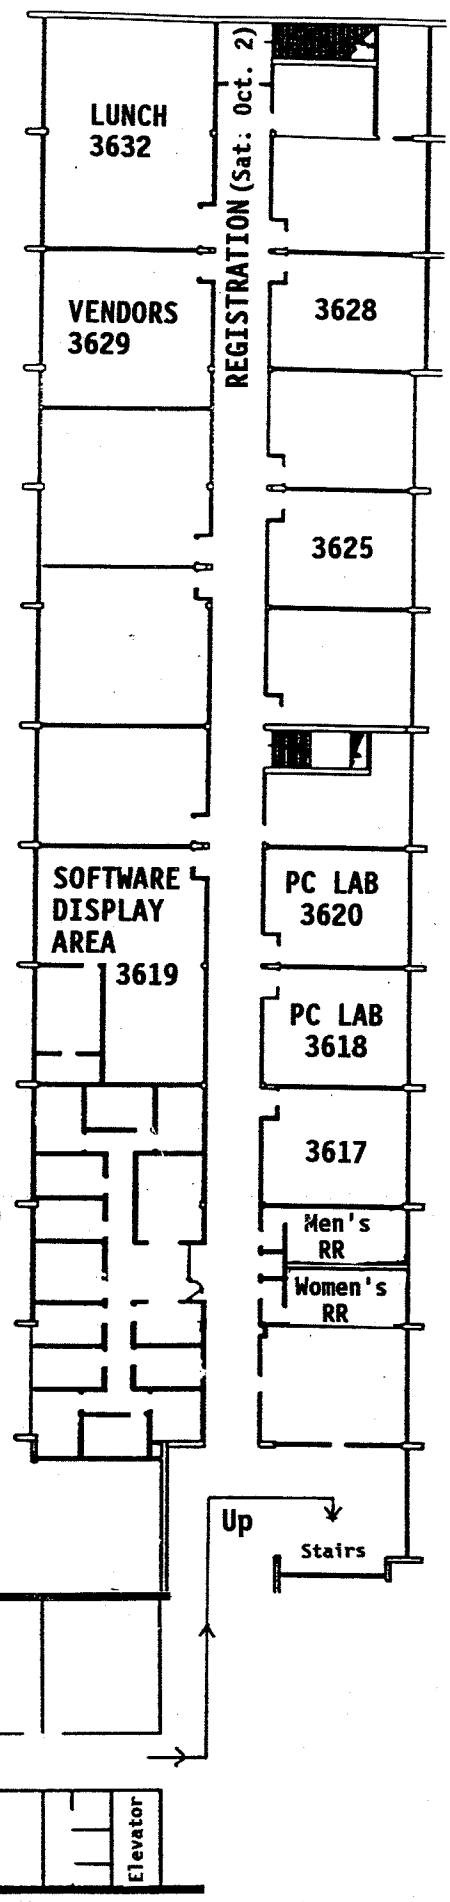 LUNCH
3632
REGISTRATION (Sat: Oct. 2)
VENDORS
3629
3628
3625
SOFTWARE
DISPLAY
AREA
3619
PC LAB
3620
PC LAB
3618
3617
Men's
RR
Women's
RR
Up
Stairs
Elevator